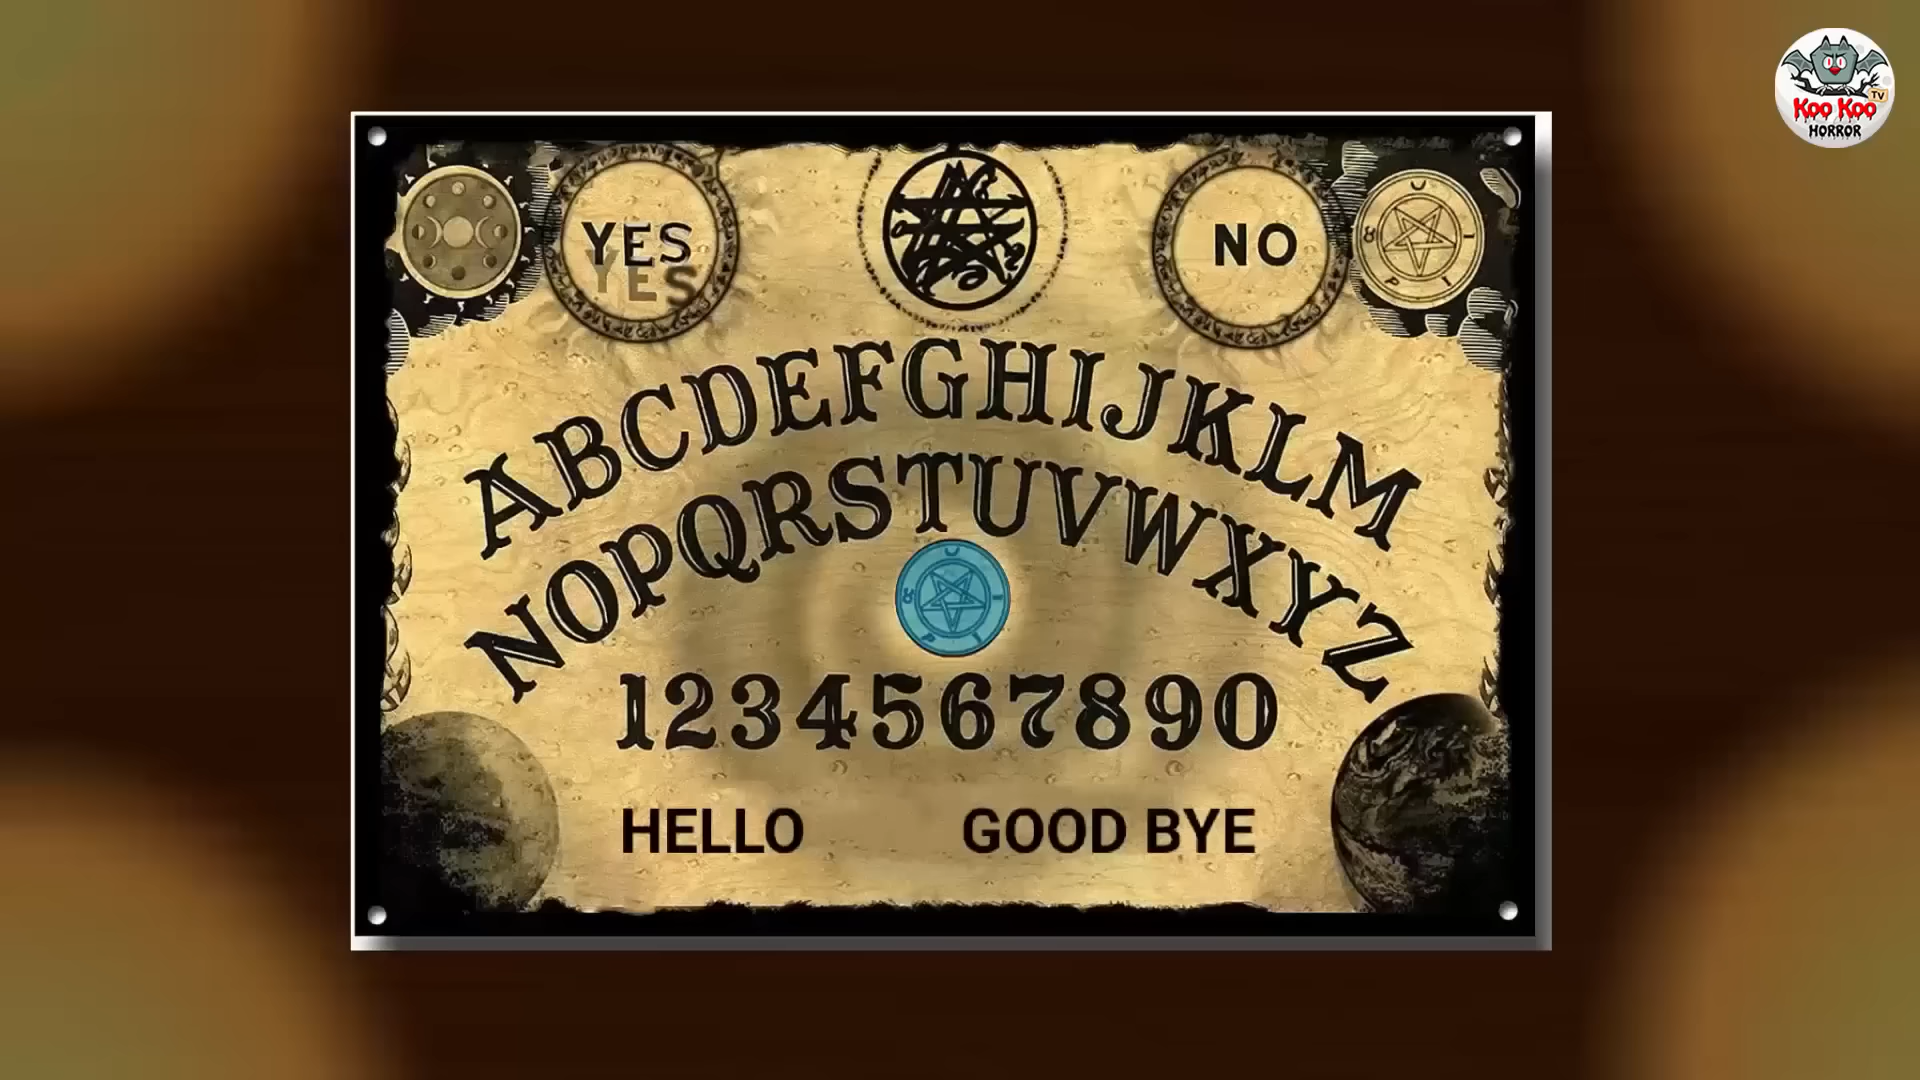 KOO KOO TV
HORROR
YES
YES
NO
ABCDEFGHIJKLM
NOPQRSTUVWXYZ
1234567890
HELLO GOOD BYE